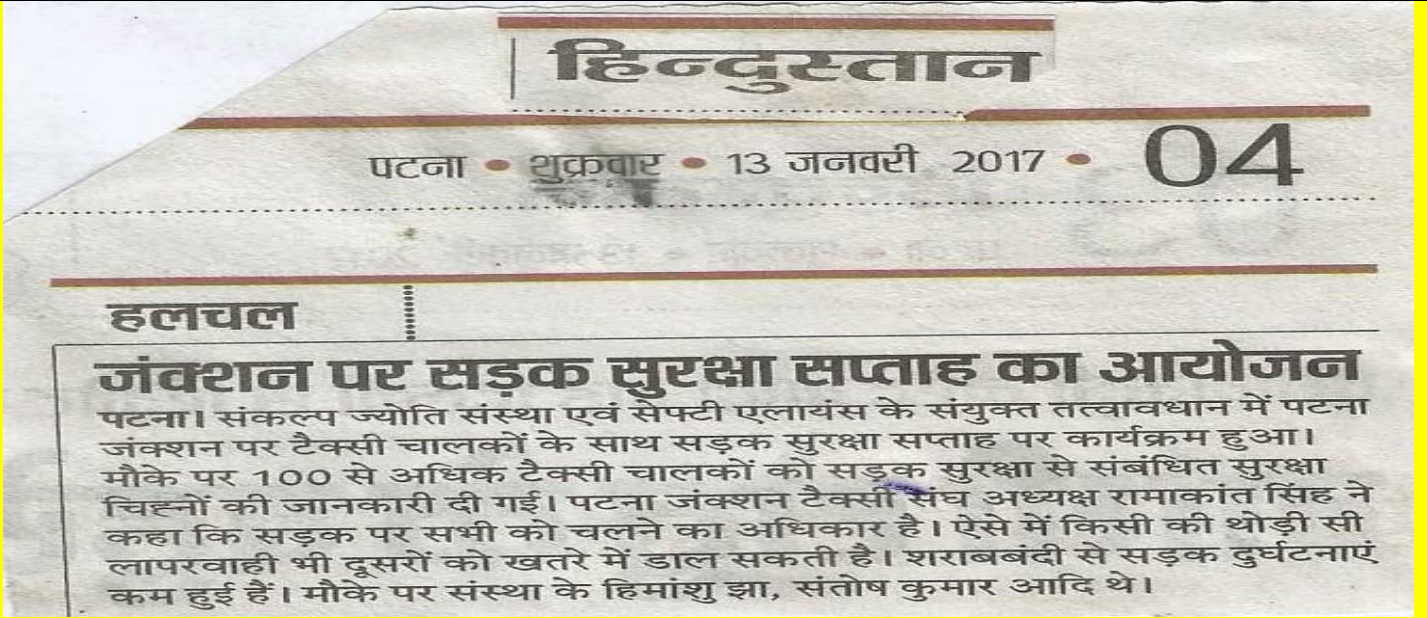 हिन्दुस्तान
पटना • शुक्रवार • 13 जनवरी 2017 • 04
हलचल
जंक्शन पर सड़क सुरक्षा सप्ताह का आयोजन
पटना। संकल्प ज्योति संस्था एवं सेफ्टी एलायंस के संयुक्त तत्वावधान में पटना
जंक्शन पर टैक्सी चालकों के साथ सड़क सुरक्षा सप्ताह पर कार्यक्रम हुआ।
मौके पर 100 से अधिक टैक्सी चालकों को सड़क सुरक्षा से संबंधित सुरक्षा
चिह्नों की जानकारी दी गई। पटना जंक्शन टैक्सी संघ अध्यक्ष रामाकांत सिंह ने
कहा कि सड़क पर सभी को चलने का अधिकार है। ऐसे में किसी की थोड़ी सी
लापरवाही भी दूसरों को खतरे में डाल सकती है। शराबबंदी से सड़क दुर्घटनाएं
कम हुई हैं। मौके पर संस्था के हिमांशु झा, संतोष कुमार आदि थे।